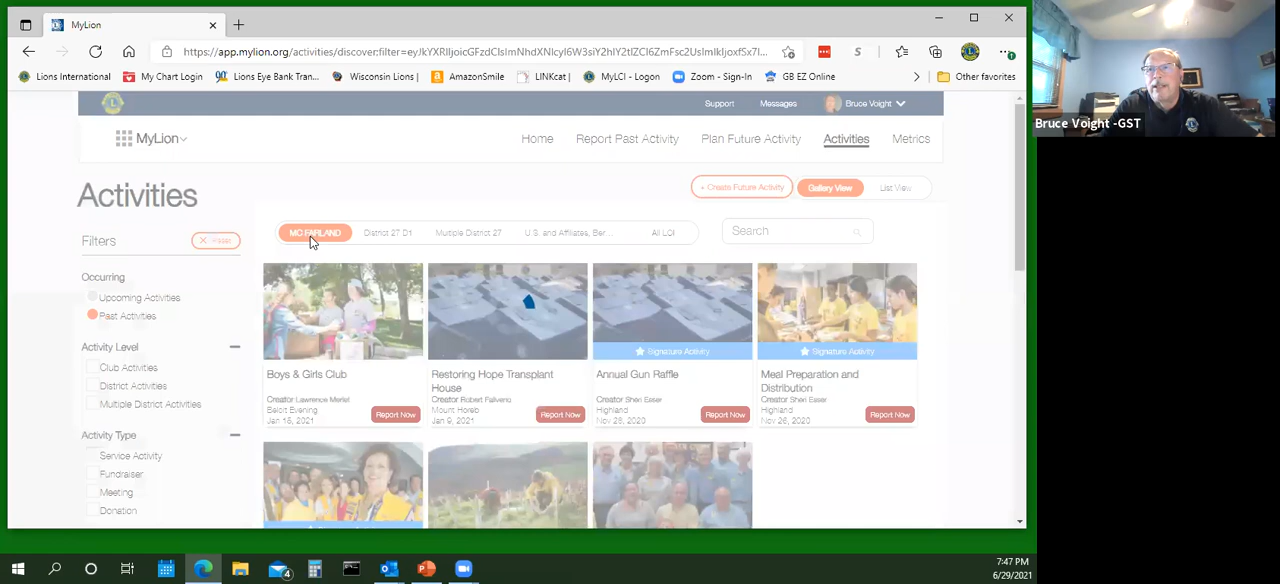 MyLion
https://app.mylion.org/activities/discover:filter=eyJkYXRlIjoicGFzdCIsImNhdXNlcyI6W3siY2hlY2tlZCI6ZmFsc2UsImlkIjoxfSx7I...
Lions International
My Chart Login
Lions Eye Bank Tran...
Wisconsin Lions |
AmazonSmile
LINKcat |
MyLCI - Logon
Zoom - Sign-In
GB EZ Online
Other favorites
Support Messages Bruce Voight
MyLion Home Report Past Activity Plan Future Activity Activities Metrics
Activities
+ Create Future Activity Gallery View List View
Filters Reset
MC FARLAND District 27 D1 Multiple District 27 U.S. and Affiliates, Ber... All LCI Search
Occurring
Upcoming Activities
Past Activities
Activity Level
Club Activities
District Activities
Multiple District Activities
Activity Type
Service Activity
Fundraiser
Meeting
Donation
Boys & Girls Club
Creator Lawrence Merlet
Beloit Evening
Jan 15, 2021
Report Now
Restoring Hope Transplant
House
Creator Robert Faliveno
Mount Horeb
Jan 9, 2021
Report Now
Signature Activity
Annual Gun Raffle
Creator Sheri Esser
Highland
Nov 28, 2020
Report Now
Signature Activity
Meal Preparation and
Distribution
Creator Sheri Esser
Highland
Nov 26, 2020
Report Now
Bruce Voight -GST
4
7:47 PM
6/29/2021